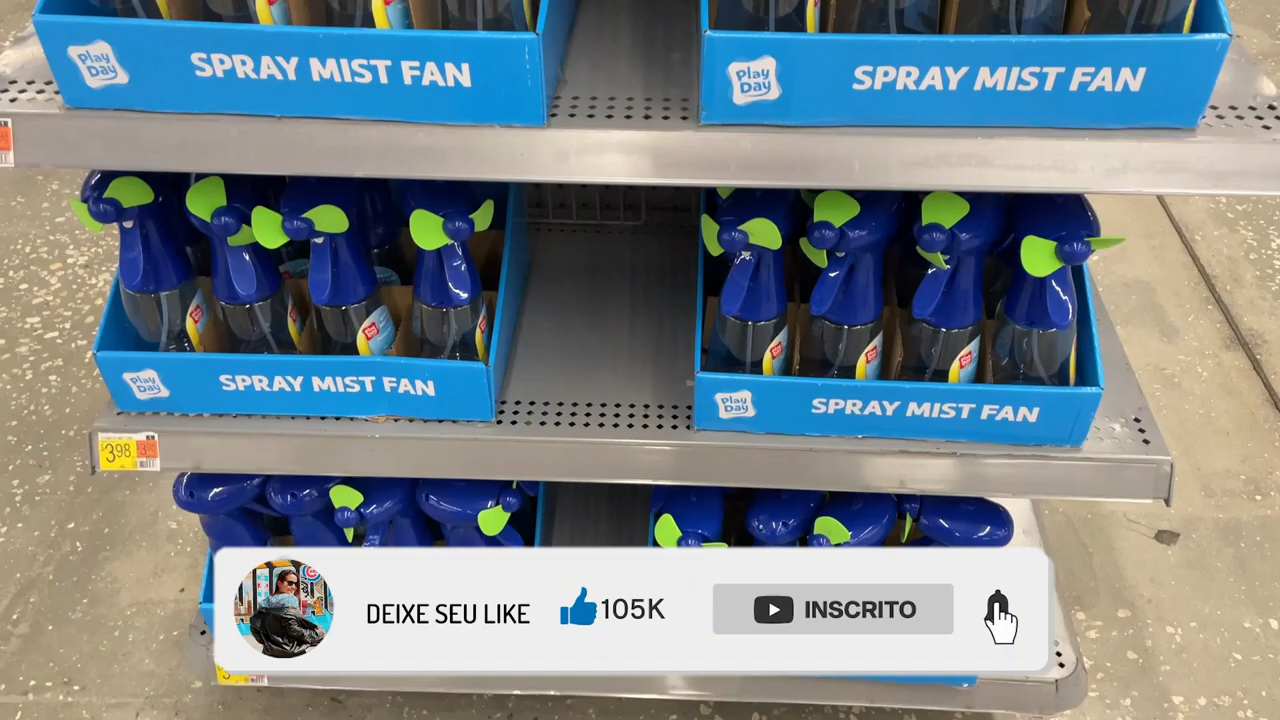 Play
Day
SPRAY MIST FAN
Play
Day
SPRAY MIST FAN
Play
Day
SPRAY MIST FAN
Play
Day
SPRAY MIST FAN
$3.98
DEIXE SEU LIKE
105K
INSCRITO